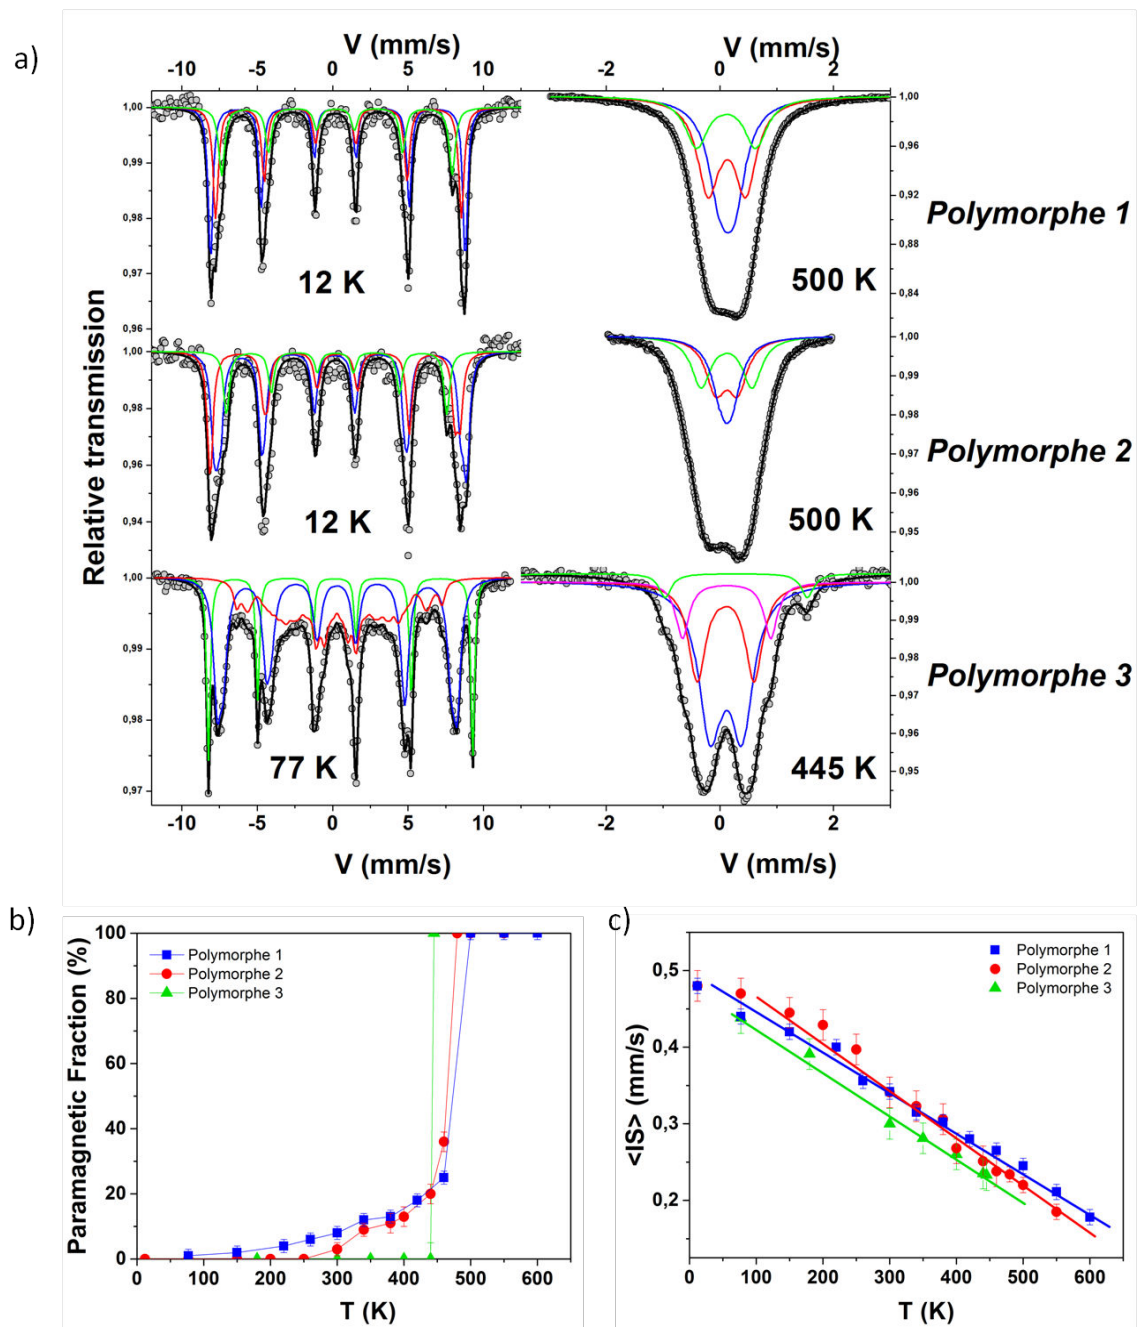 a)
V (mm/s)
V (mm/s)
-10 -5 0 5 10
-2 0 2
1,00
0,99
0,98
0,97
0,96
12 K
1,00
0,96
0,92
0,88
0,84
500 K
Polymorphe 1
Relative transmission
1,00
0,98
0,96
0,94
12 K
1,00
0,99
0,98
0,97
0,96
0,95
500 K
Polymorphe 2
1,00
0,99
0,98
0,97
77 K
1,00
0,99
0,98
0,97
0,96
0,95
445 K
Polymorphe 3
-10 -5 0 5 10
-2 0 2
V (mm/s)
V (mm/s)
b)
Paramagnetic Fraction (%)
100
80
60
40
20
0
Polymorphe 1
Polymorphe 2
Polymorphe 3
0 100 200 300 400 500 600
T (K)
c)
<IS> (mm/s)
0,5
0,4
0,3
0,2
Polymorphe 1
Polymorphe 2
Polymorphe 3
0 100 200 300 400 500 600
T (K)